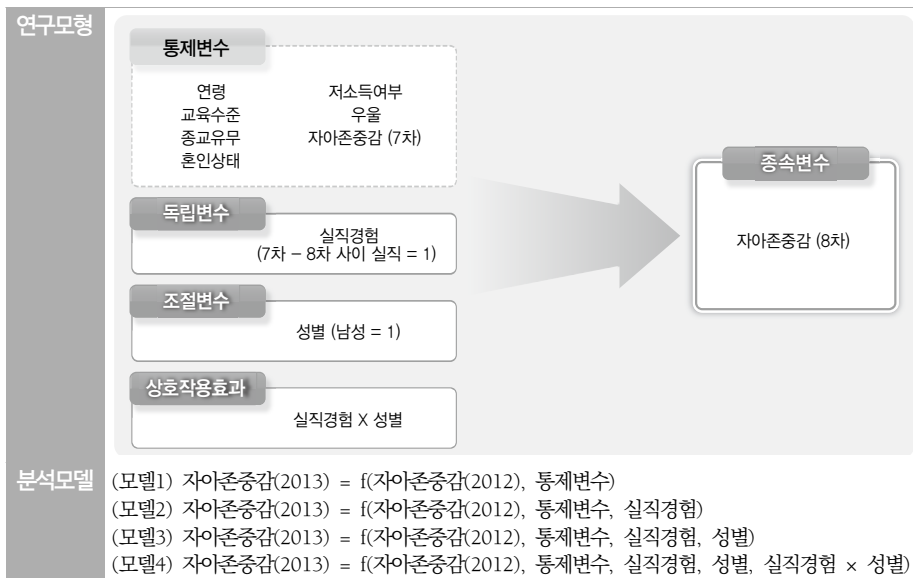 연구모형
통제변수
연령
교육수준
종교유무
혼인상태
저소득여부
우울
자아존중감 (7차)
독립변수
실직경험
(7차 – 8차 사이 실직 = 1)
조절변수
성별 (남성 = 1)
상호작용효과
실직경험 X 성별
종속변수
자아존중감 (8차)
분석모델
(모델1) 자아존중감(2013) = f(자아존중감(2012), 통제변수)
(모델2) 자아존중감(2013) = f(자아존중감(2012), 통제변수, 실직경험)
(모델3) 자아존중감(2013) = f(자아존중감(2012), 통제변수, 실직경험, 성별)
(모델4) 자아존중감(2013) = f(자아존중감(2012), 통제변수, 실직경험, 성별, 실직경험 × 성별)